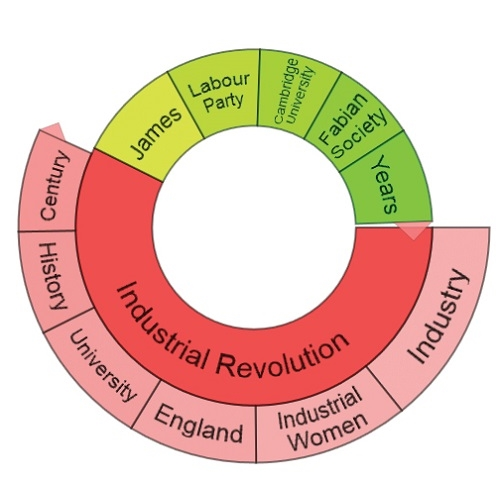 James
Labour
Party
Cambridge
University
Fabian
Society
Years
Industrial Revolution
Century
History
University
England
Industrial
Women
Industry